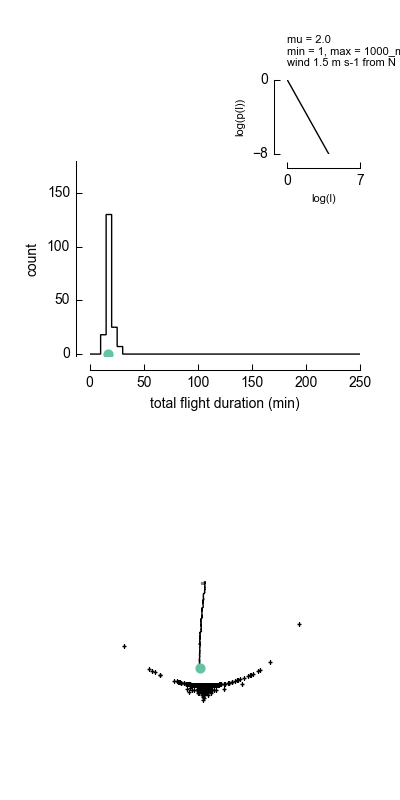 mu = 2.0
min = 1, max = 1000_m
wind 1.5 m s-1 from N
0
log(p(l))
−8
0 7
log(l)
150
100
count
50
0
0 50 100 150 200 250
total flight duration (min)